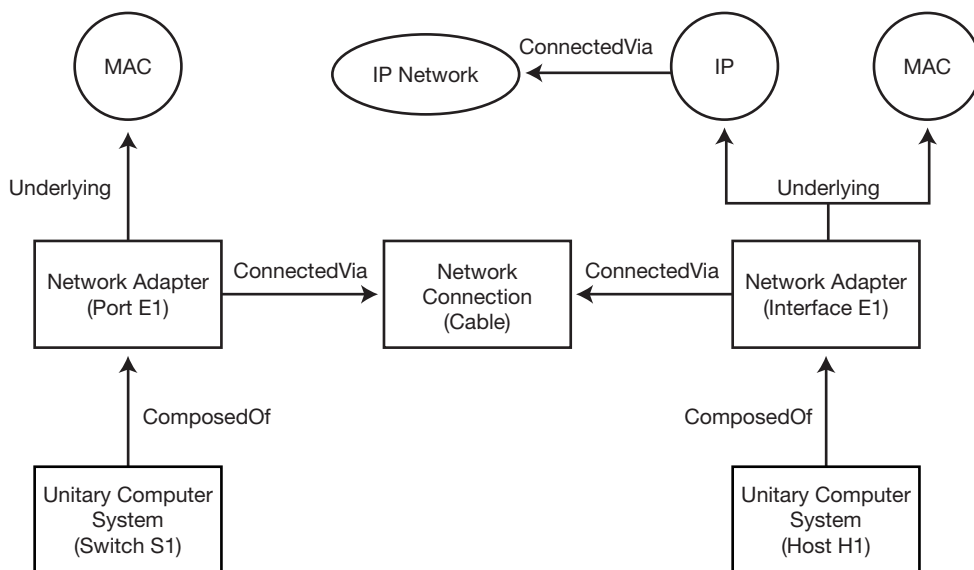 MAC
IP Network
ConnectedVia
IP
MAC
Underlying
Underlying
Network Adapter
(Port E1)
ConnectedVia
Network
Connection
(Cable)
ConnectedVia
Network Adapter
(Interface E1)
ComposedOf
ComposedOf
Unitary Computer
System
(Switch S1)
Unitary Computer
System
(Host H1)